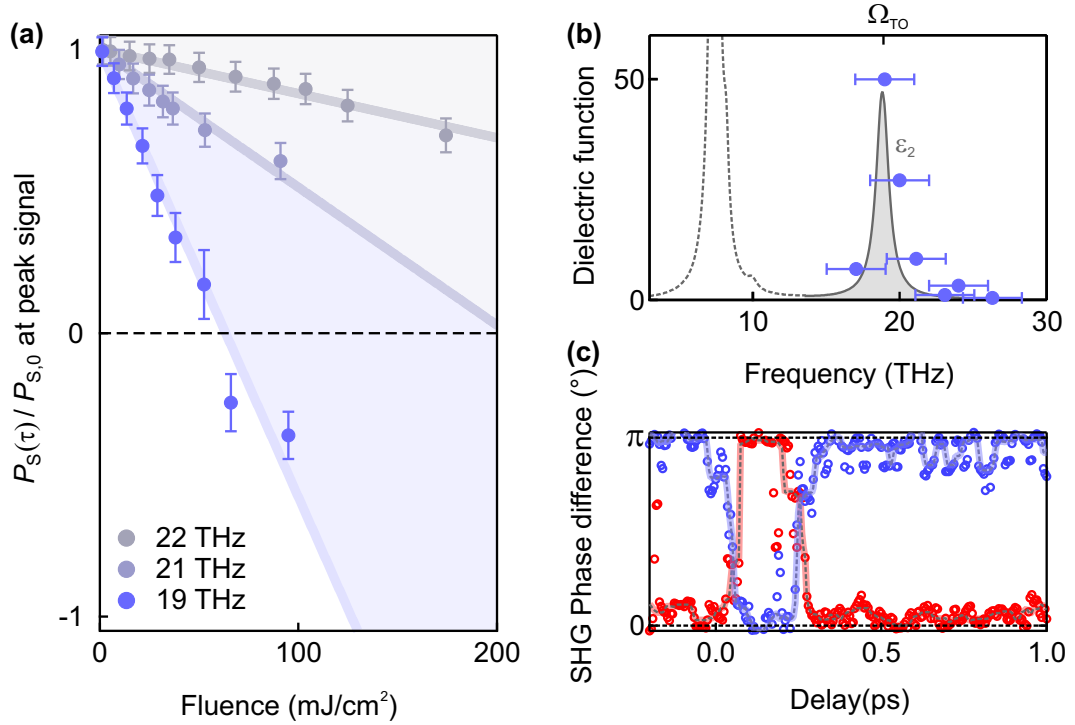 (a)
1
0
-1
P_S(τ) / P_S,0 at peak signal
22 THz
21 THz
19 THz
0
100
200
Fluence (mJ/cm²)
(b)
Ω_TO
50
0
Dielectric function
ε₂
10
20
30
Frequency (THz)
(c)
π
0
SHG Phase difference (°)
0.0
0.5
1.0
Delay(ps)